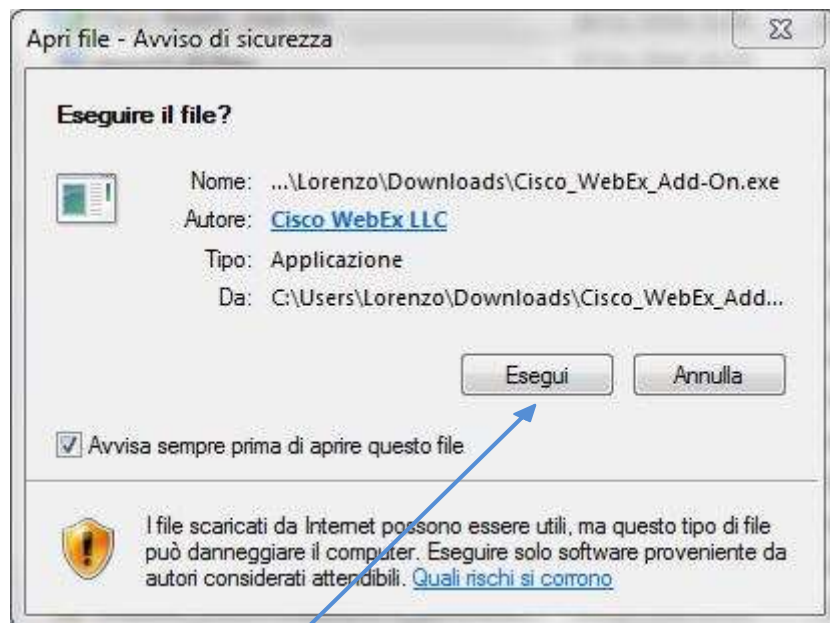 Apri file - Avviso di sicurezza
Eseguire il file?
Nome: ...\Lorenzo\Downloads\Cisco_WebEx_Add-On.exe
Autore: Cisco WebEx LLC
Tipo: Applicazione
Da: C:\Users\Lorenzo\Downloads\Cisco_WebEx_Add...
Esegui Annulla
Avvisa sempre prima di aprire questo file
I file scaricati da Internet possono essere utili, ma questo tipo di file
può danneggiare il computer. Eseguire solo software proveniente da
autori considerati attendibili. Quali rischi si corrono